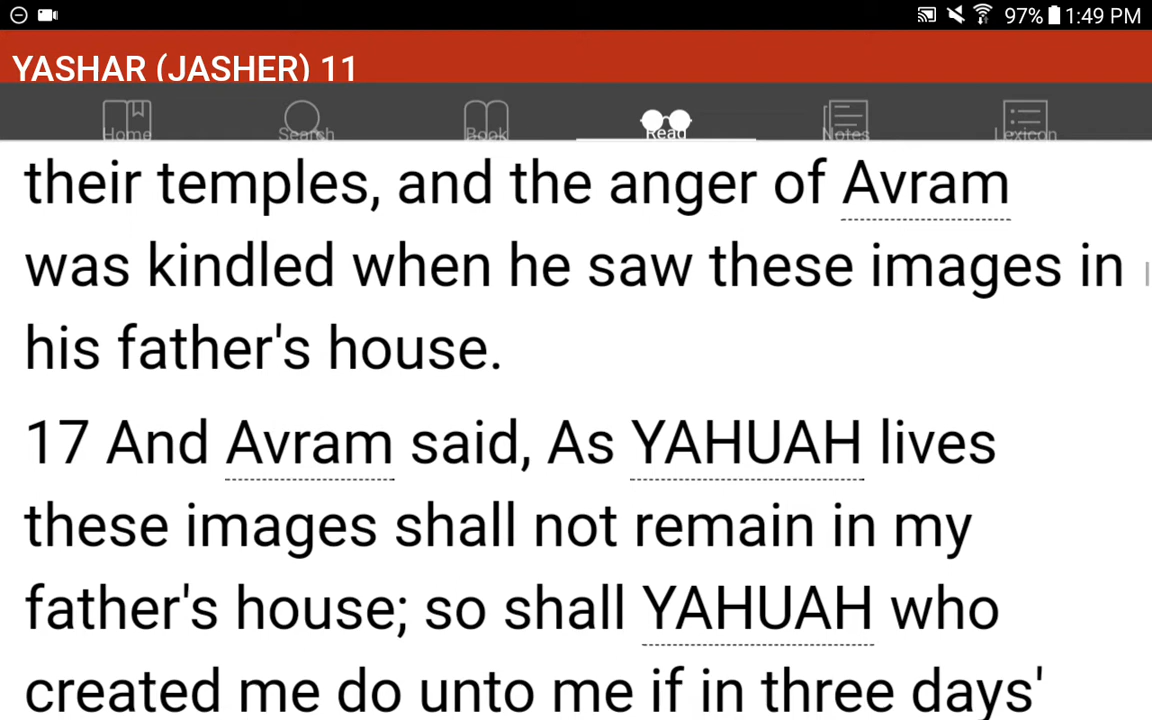 97% 1:49 PM
YASHAR (JASHER) 11
Home Search Book Read Notes Lexicon
their temples, and the anger of Avram
was kindled when he saw these images in
his father's house.
17 And Avram said, As YAHUAH lives
these images shall not remain in my
father's house; so shall YAHUAH who
created me do unto me if in three days'